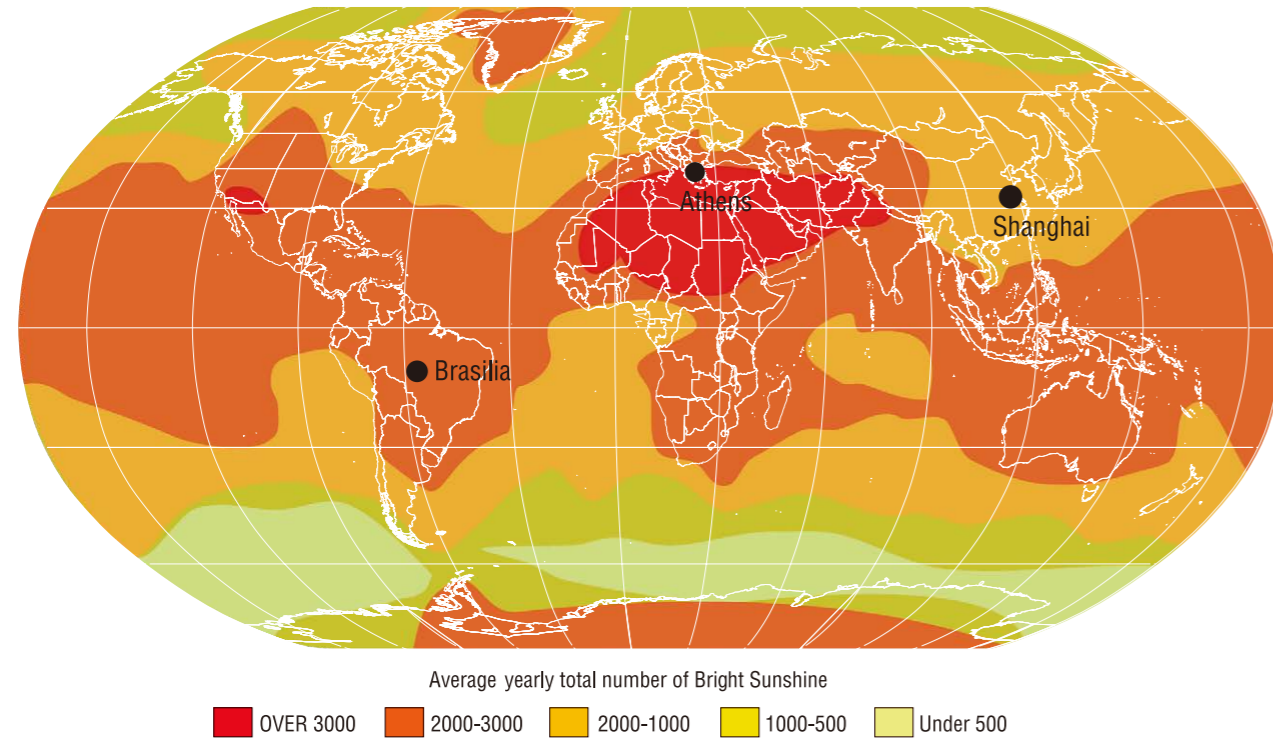 Athens
Shanghai
Brasilia
Average yearly total number of Bright Sunshine
OVER 3000
2000-3000
2000-1000
1000-500
Under 500